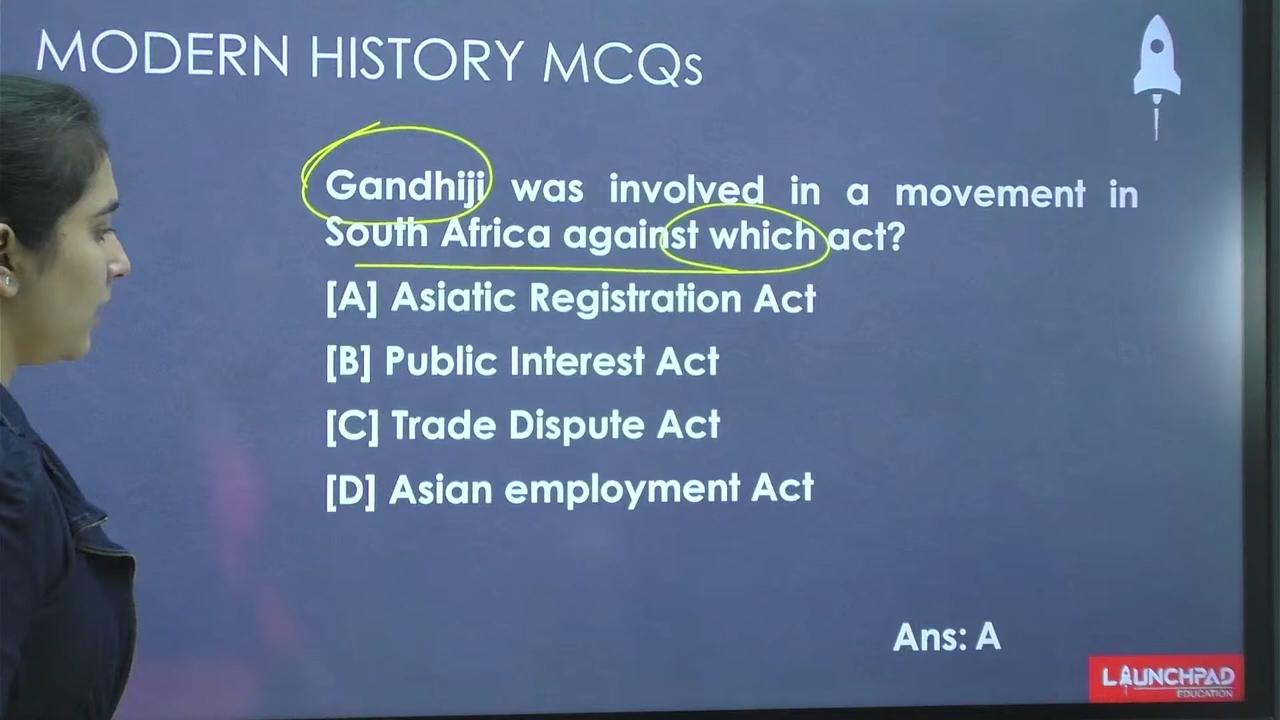 MODERN HISTORY MCQs
Gandhiji was involved in a movement in
South Africa against which act?
[A] Asiatic Registration Act
[B] Public Interest Act
[C] Trade Dispute Act
[D] Asian employment Act
Ans: A
LAUNCHPAD
EDUCATION